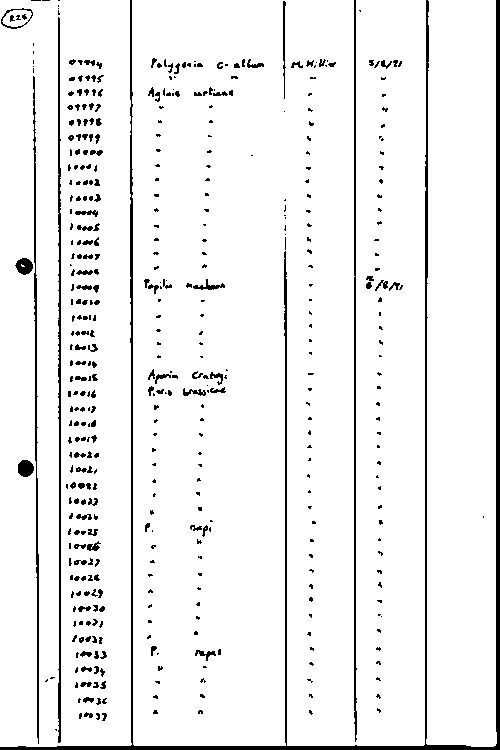 226
09994 Polygonia C-album M. Hillier 5/8/71
09995 " " " "
09996 Aglais urticae " "
09997 " " " "
09998 " " " "
09999 " " " "
10000 " " " "
10001 " " " "
10002 " " " "
10003 " " " "
10004 " " " "
10005 " " " "
10006 " " " "
10007 " " " "
10008 " " " "
10009 Papilio machaon " 6/8/71
10010 " " " "
10011 " " " "
10012 " " " "
10013 " " " "
10014 " " " "
10015 Aporia Crataegi " "
10016 Pieris brassicae " "
10017 " " " "
10018 " " " "
10019 " " " "
10020 " " " "
10021 " " " "
10022 " " " "
10023 " " " "
10024 " " " "
10025 P. napi " "
10026 " " " "
10027 " " " "
10028 " " " "
10029 " " " "
10030 " " " "
10031 " " " "
10032 " " " "
10033 P. rapae " "
10034 " " " "
10035 " " " "
10036 " " " "
10037 " " " "